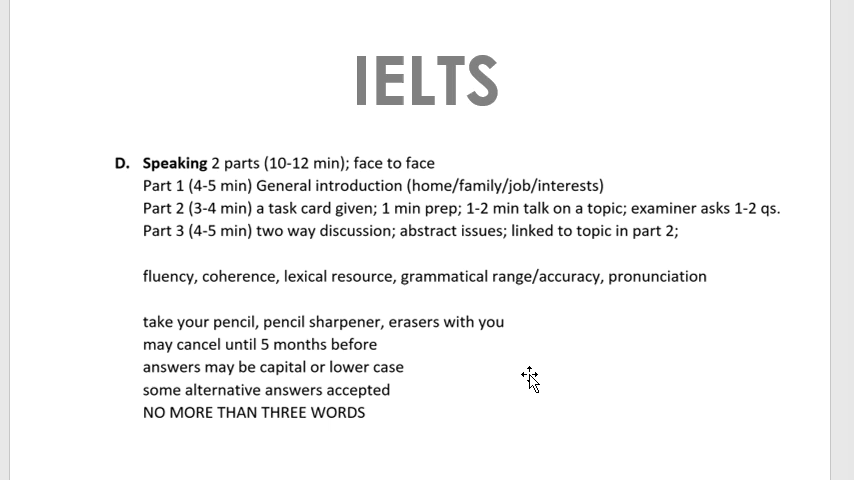 IELTS
D. Speaking 2 parts (10-12 min); face to face
Part 1 (4-5 min) General introduction (home/family/job/interests)
Part 2 (3-4 min) a task card given; 1 min prep; 1-2 min talk on a topic; examiner asks 1-2 qs.
Part 3 (4-5 min) two way discussion; abstract issues; linked to topic in part 2;
fluency, coherence, lexical resource, grammatical range/accuracy, pronunciation
take your pencil, pencil sharpener, erasers with you
may cancel until 5 months before
answers may be capital or lower case
some alternative answers accepted
NO MORE THAN THREE WORDS